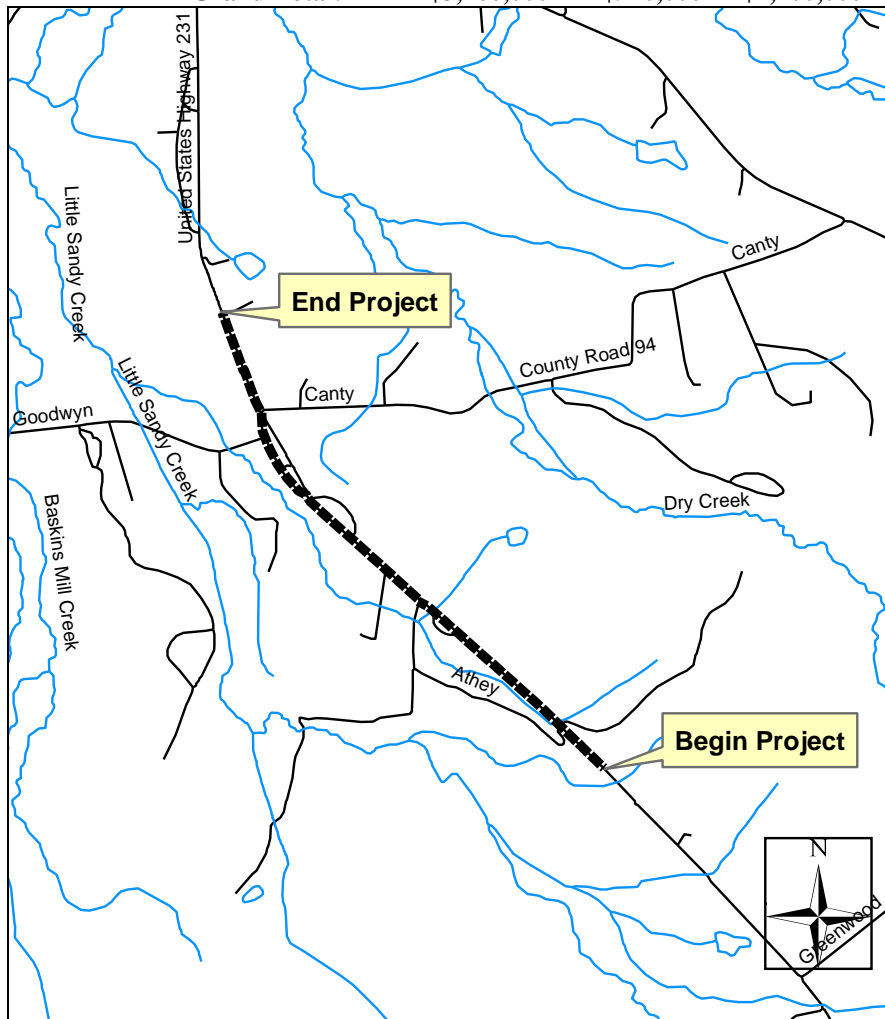 United States Highway 231
Little Sandy Creek
Canty
End Project
County Road 94
Little Sandy Creek
Canty
Goodwyn
Baskins Mill Creek
Dry Creek
Athey
Begin Project
N
Greenwood